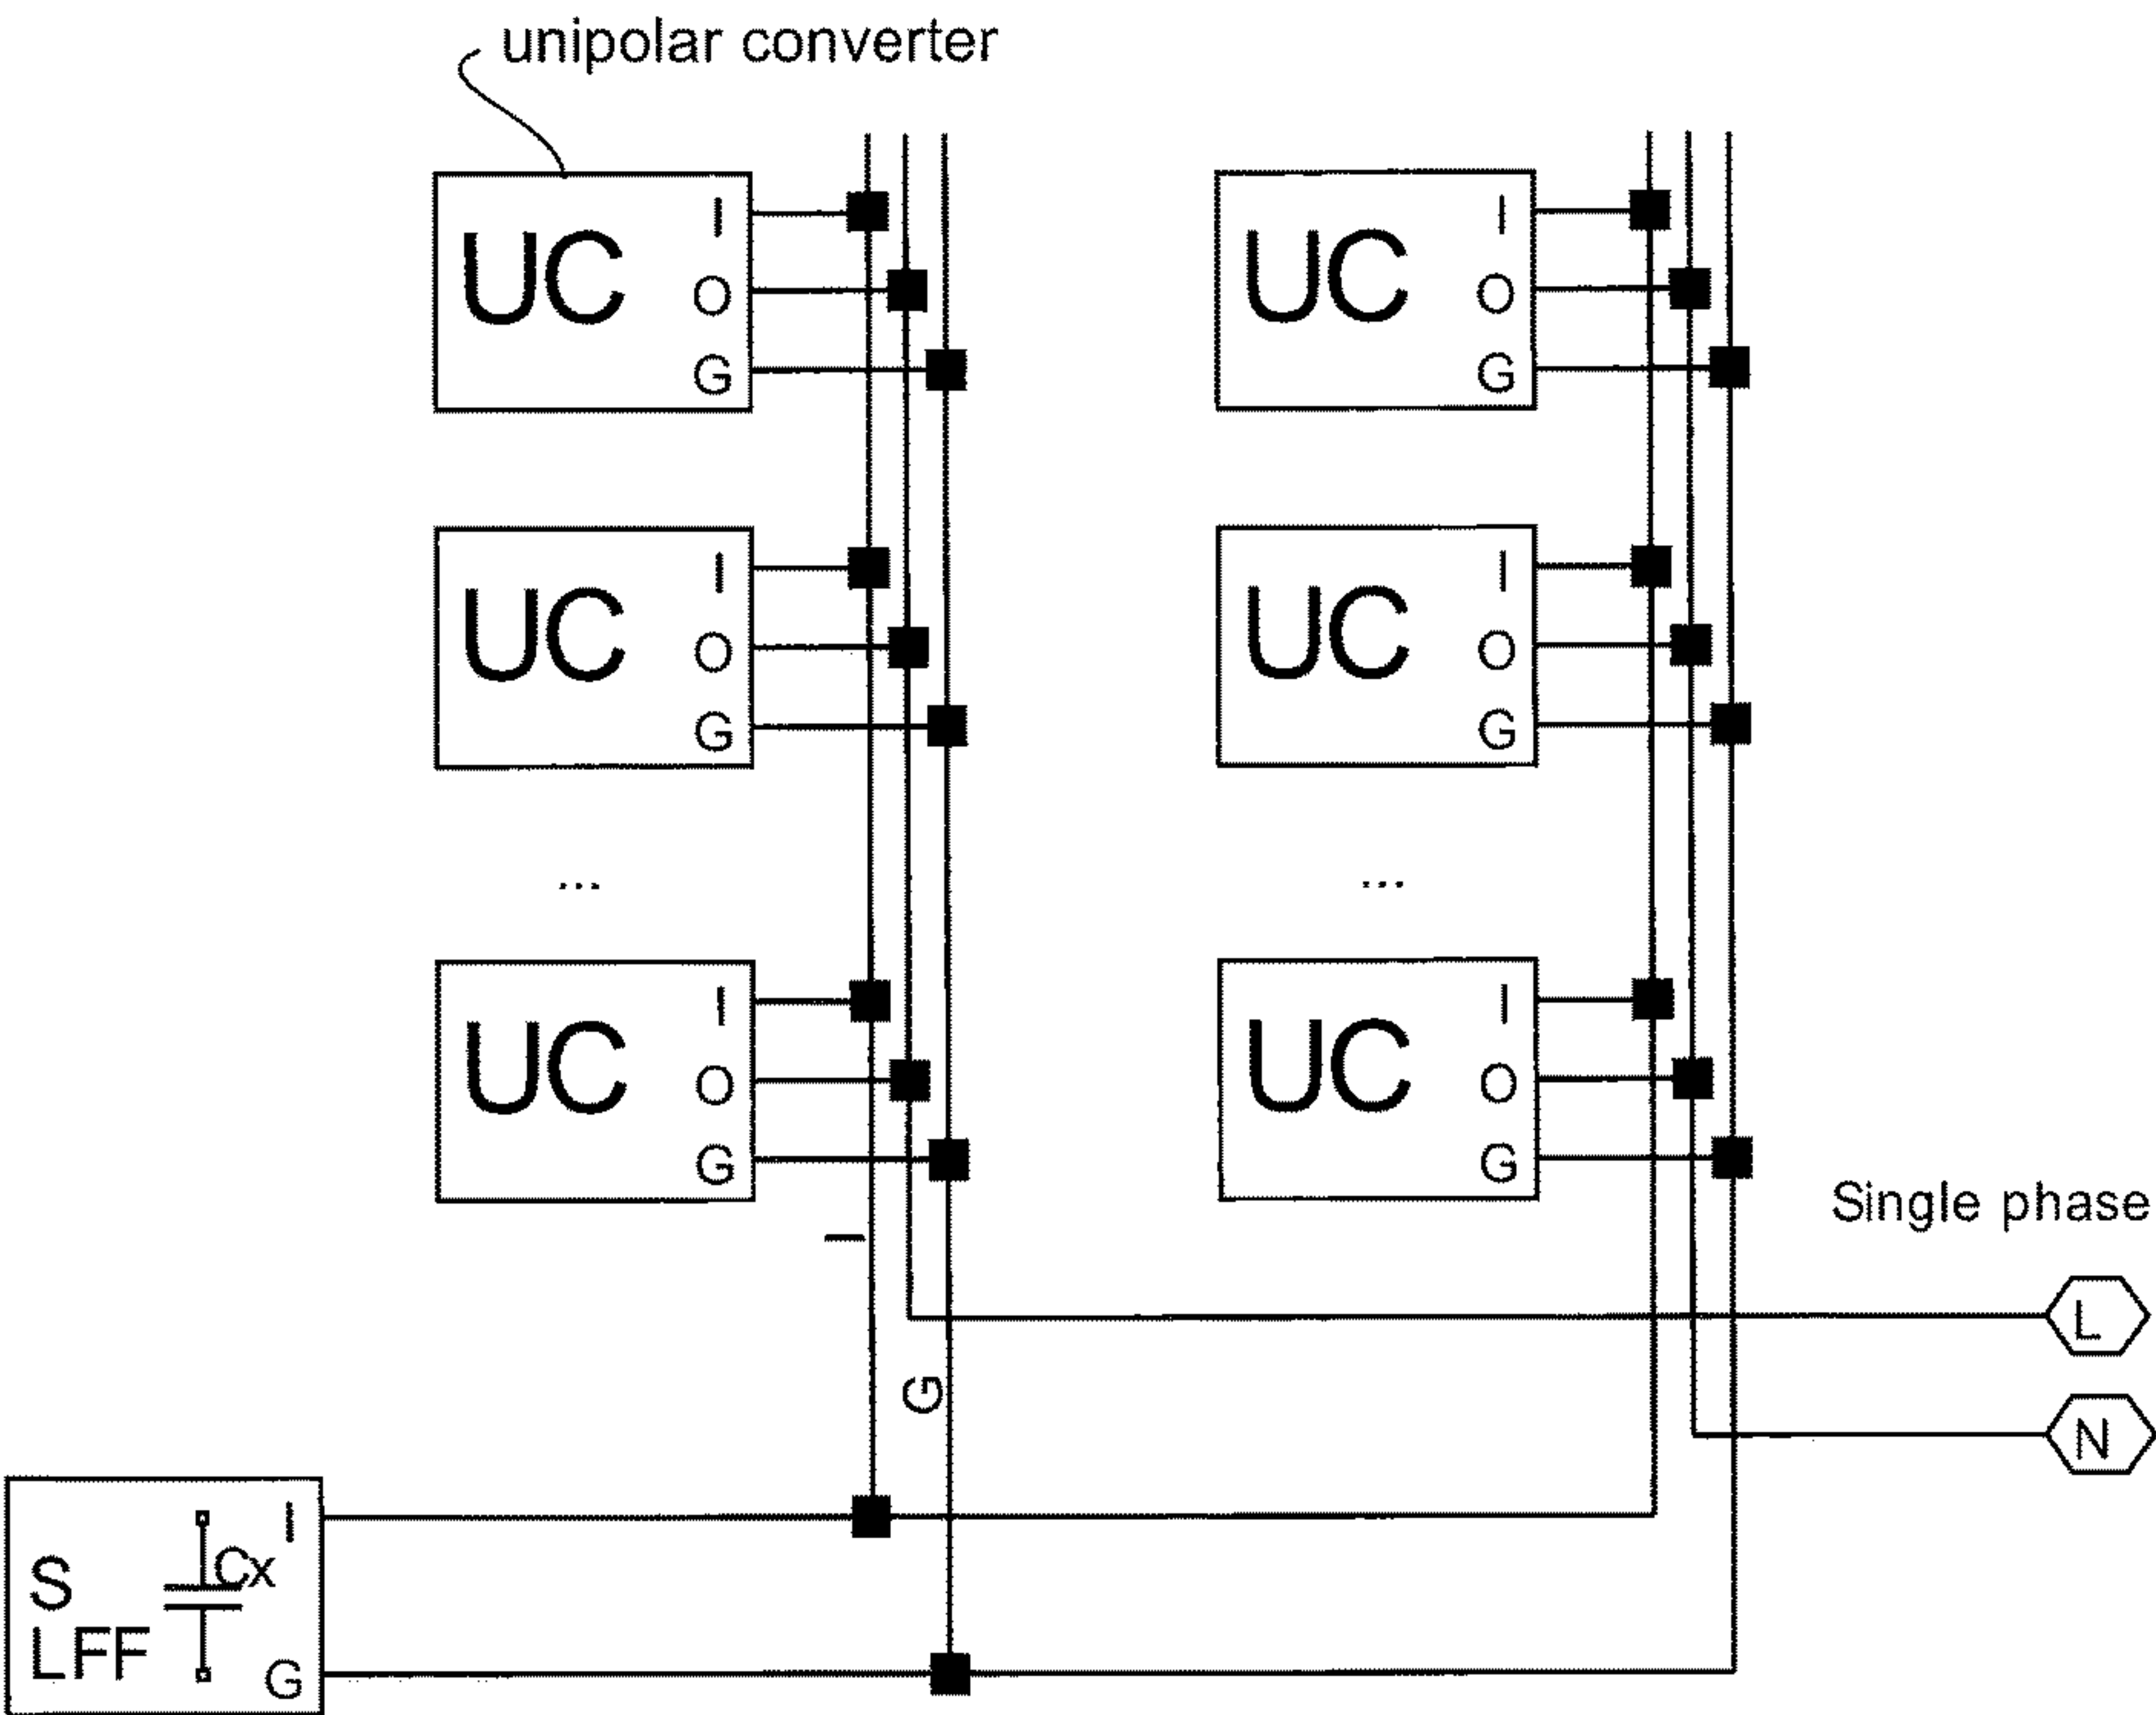 unipolar converter
UC I O G
UC I O G
UC I O G
UC I O G
...
...
UC I O G
UC I O G
I
Single phase
L
G
N
S LFF Cx I G